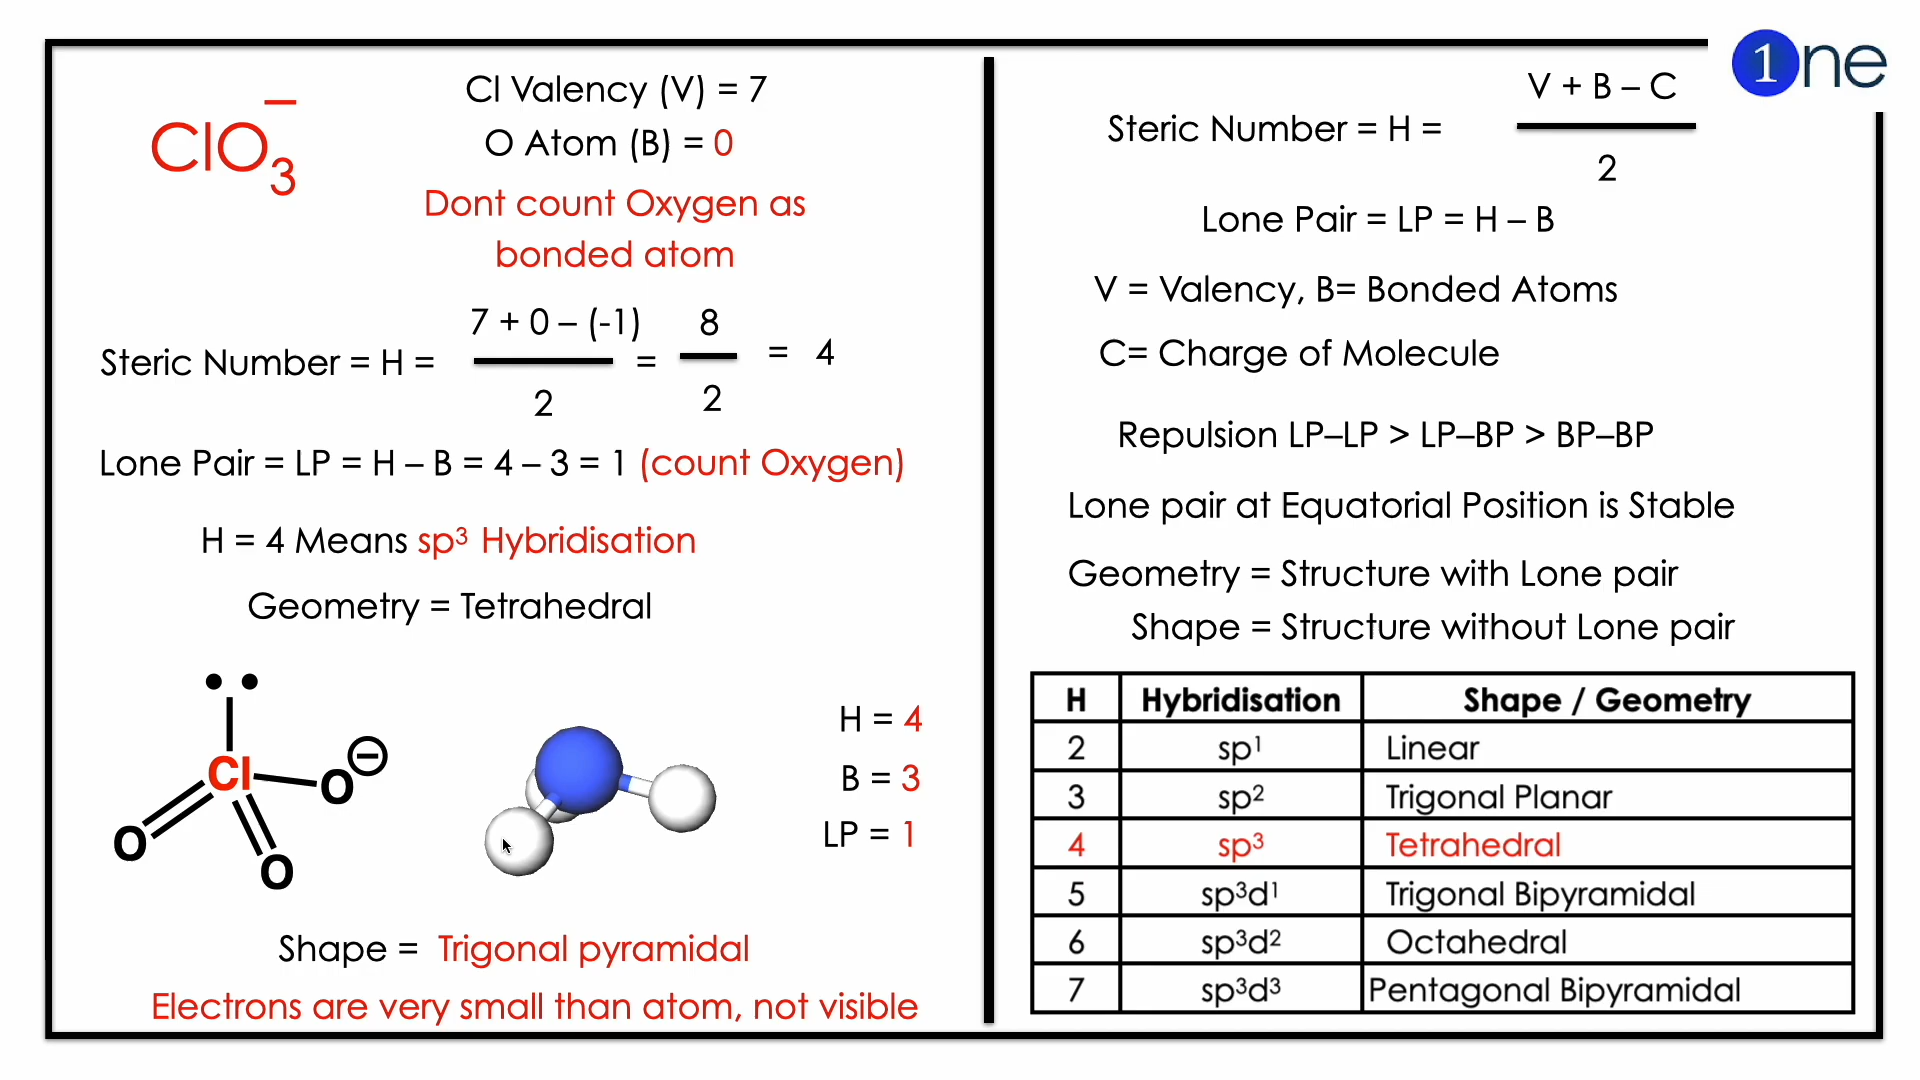 ClO₃⁻
Cl Valency (V) = 7
O Atom (B) = 0
Dont count Oxygen as
bonded atom
Steric Number = H =
7 + 0 – (-1)
2
=
8
2
= 4
Lone Pair = LP = H – B = 4 – 3 = 1 (count Oxygen)
H = 4 Means sp³ Hybridisation
Geometry = Tetrahedral
Cl
O
⊖
O
O
H = 4
B = 3
LP = 1
Shape = Trigonal pyramidal
Electrons are very small than atom, not visible
1ne
Steric Number = H =
V + B – C
2
Lone Pair = LP = H – B
V = Valency, B= Bonded Atoms
C= Charge of Molecule
Repulsion LP–LP > LP–BP > BP–BP
Lone pair at Equatorial Position is Stable
Geometry = Structure with Lone pair
Shape = Structure without Lone pair
H Hybridisation Shape / Geometry
2 sp¹ Linear
3 sp² Trigonal Planar
4 sp³ Tetrahedral
5 sp³d¹ Trigonal Bipyramidal
6 sp³d² Octahedral
7 sp³d³ Pentagonal Bipyramidal